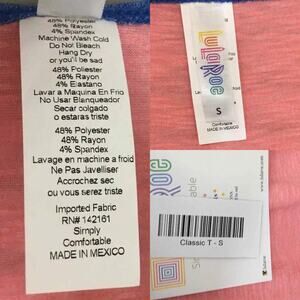 48% Polyester
48% Rayon
4% Spandex
Machine Wash Cold
Do Not Bleach
Hang Dry
or you'll be sad
48% Poliester
48% Rayon
4% Elastano
Lavar a Maquina En Frio
No Usar Blanqueador
Secar colgado
o estaras triste
48% Polyester
48% Rayon
4% Spandex
Lavage en machine a froid
Ne Pas Javelliser
Accrochez sec
ou vous serez triste
Imported Fabric
RN# 142161
Simply
Comfortable
MADE IN MEXICO
LuLaRoe
S
Comfortable
MADE IN MEXICO
Classic T - S